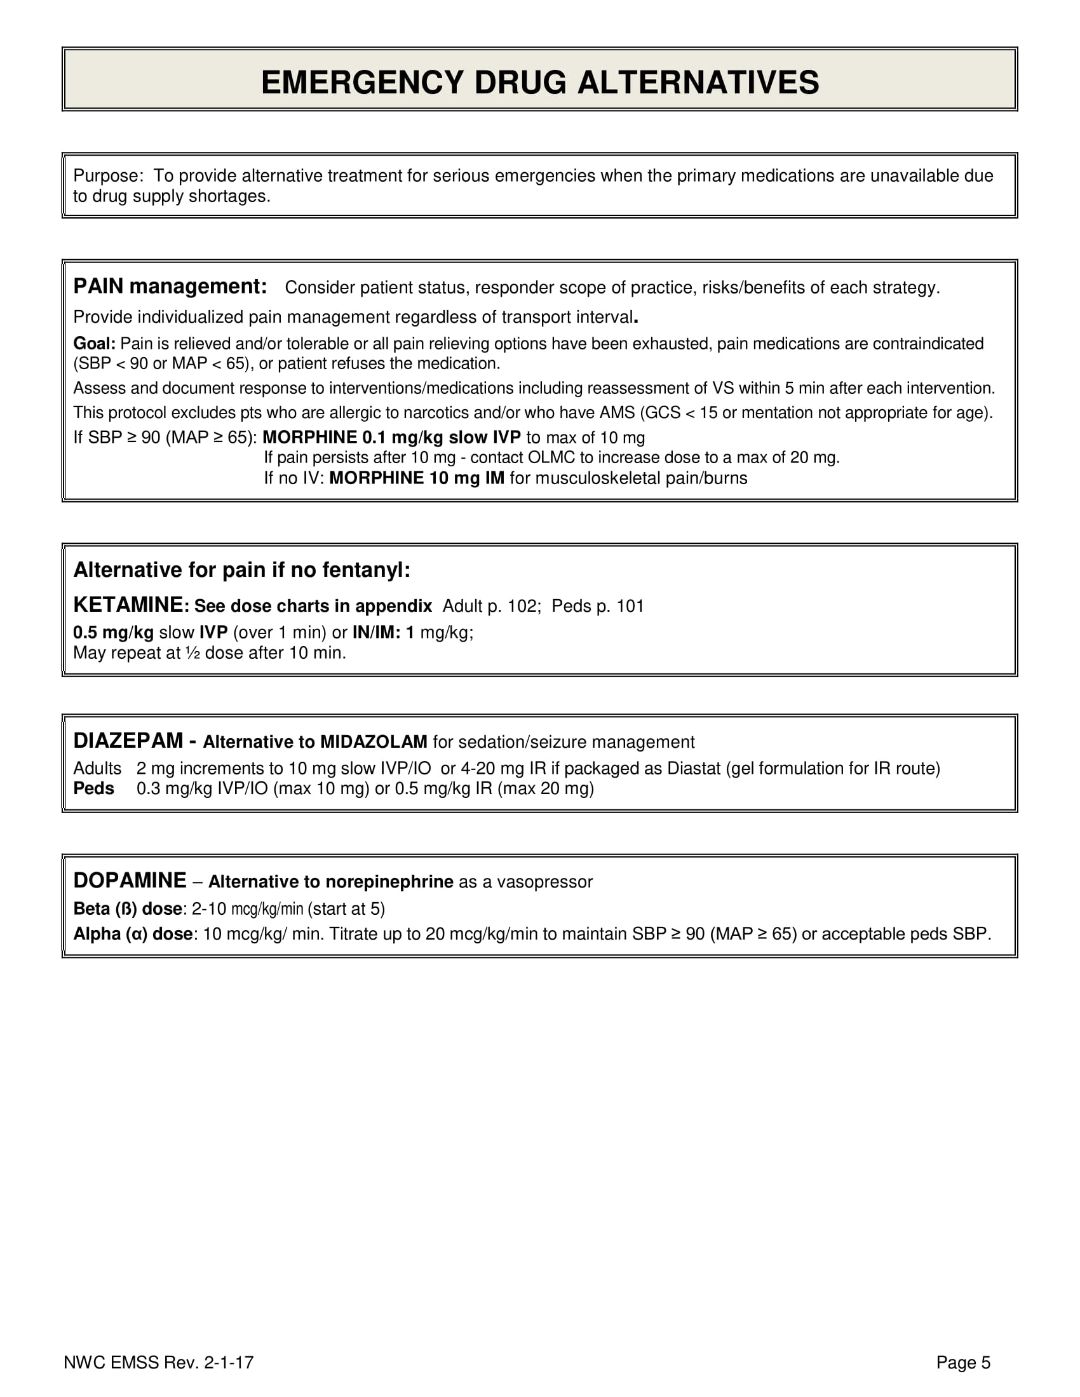 EMERGENCY DRUG ALTERNATIVES
Purpose: To provide alternative treatment for serious emergencies when the primary medications are unavailable due
to drug supply shortages.
PAIN management: Consider patient status, responder scope of practice, risks/benefits of each strategy.
Provide individualized pain management regardless of transport interval.
Goal: Pain is relieved and/or tolerable or all pain relieving options have been exhausted, pain medications are contraindicated
(SBP < 90 or MAP < 65), or patient refuses the medication.
Assess and document response to interventions/medications including reassessment of VS within 5 min after each intervention.
This protocol excludes pts who are allergic to narcotics and/or who have AMS (GCS < 15 or mentation not appropriate for age).
If SBP ≥ 90 (MAP ≥ 65): MORPHINE 0.1 mg/kg slow IVP to max of 10 mg
If pain persists after 10 mg - contact OLMC to increase dose to a max of 20 mg.
If no IV: MORPHINE 10 mg IM for musculoskeletal pain/burns
Alternative for pain if no fentanyl:
KETAMINE: See dose charts in appendix Adult p. 102; Peds p. 101
0.5 mg/kg slow IVP (over 1 min) or IN/IM: 1 mg/kg;
May repeat at ½ dose after 10 min.
DIAZEPAM - Alternative to MIDAZOLAM for sedation/seizure management
Adults 2 mg increments to 10 mg slow IVP/IO or 4-20 mg IR if packaged as Diastat (gel formulation for IR route)
Peds 0.3 mg/kg IVP/IO (max 10 mg) or 0.5 mg/kg IR (max 20 mg)
DOPAMINE – Alternative to norepinephrine as a vasopressor
Beta (ß) dose: 2-10 mcg/kg/min (start at 5)
Alpha (α) dose: 10 mcg/kg/ min. Titrate up to 20 mcg/kg/min to maintain SBP ≥ 90 (MAP ≥ 65) or acceptable peds SBP.
NWC EMSS Rev. 2-1-17 Page 5